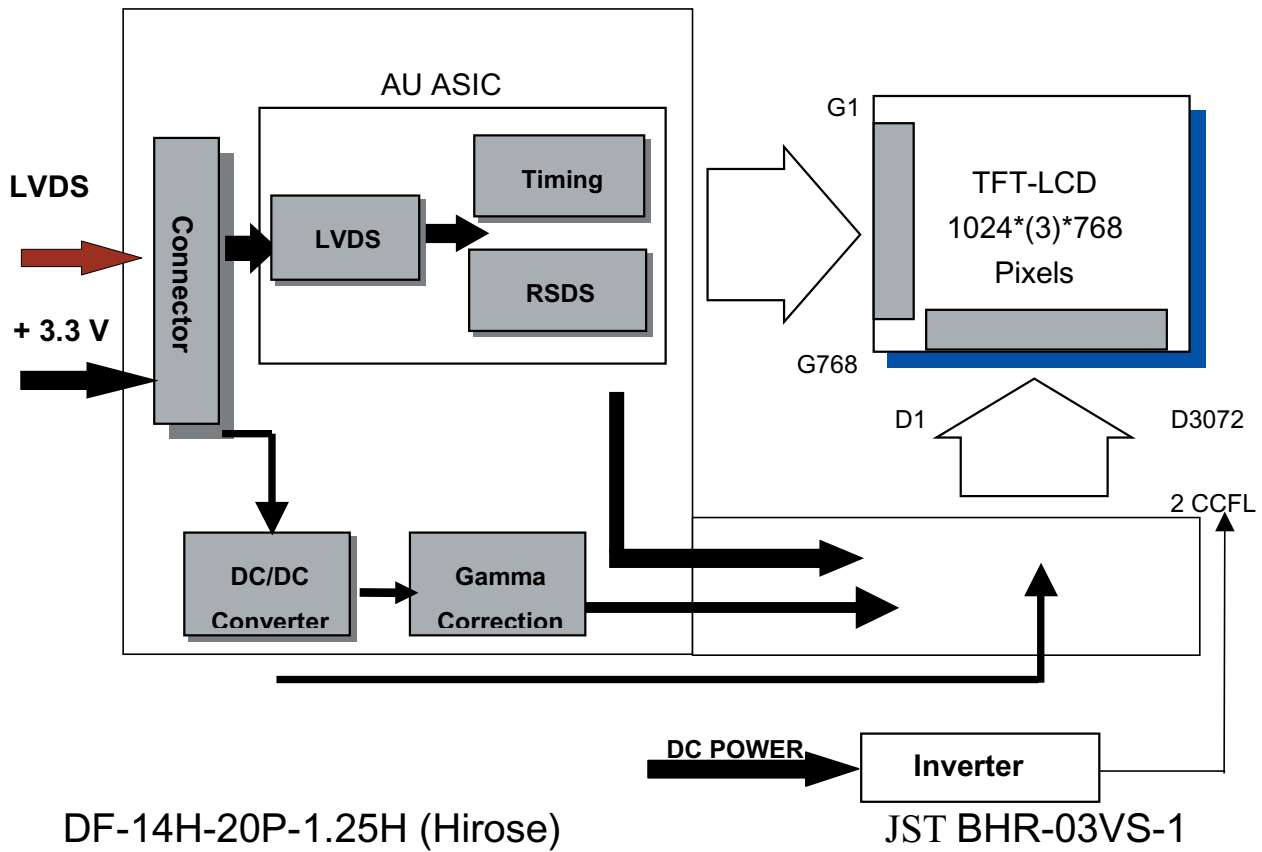 AU ASIC
G1
LVDS
Connector
LVDS
Timing
RSDS
TFT-LCD
1024*(3)*768
Pixels
+ 3.3 V
G768
D1
D3072
2 CCFL
DC/DC
Converter
Gamma
Correction
DC POWER
Inverter
DF-14H-20P-1.25H (Hirose)
JST BHR-03VS-1